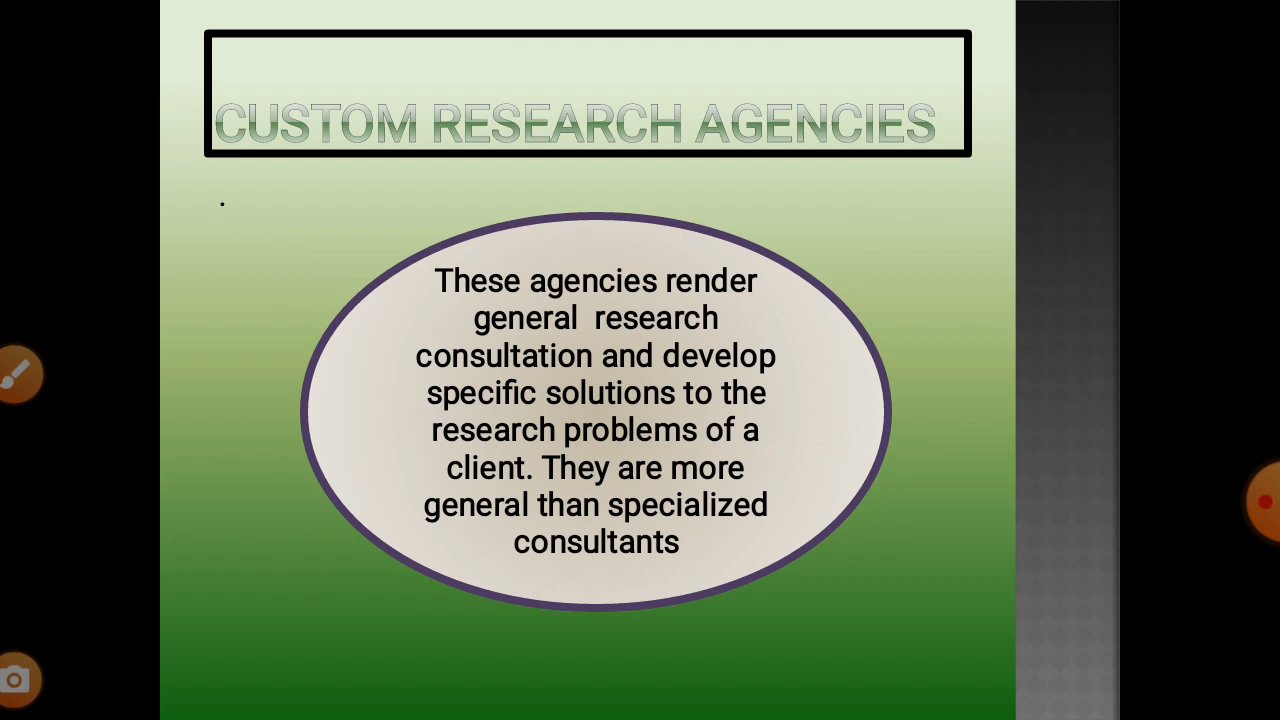 CUSTOM RESEARCH AGENCIES
.
These agencies render
general  research
consultation and develop
specific solutions to the
research problems of a
client. They are more
general than specialized
consultants